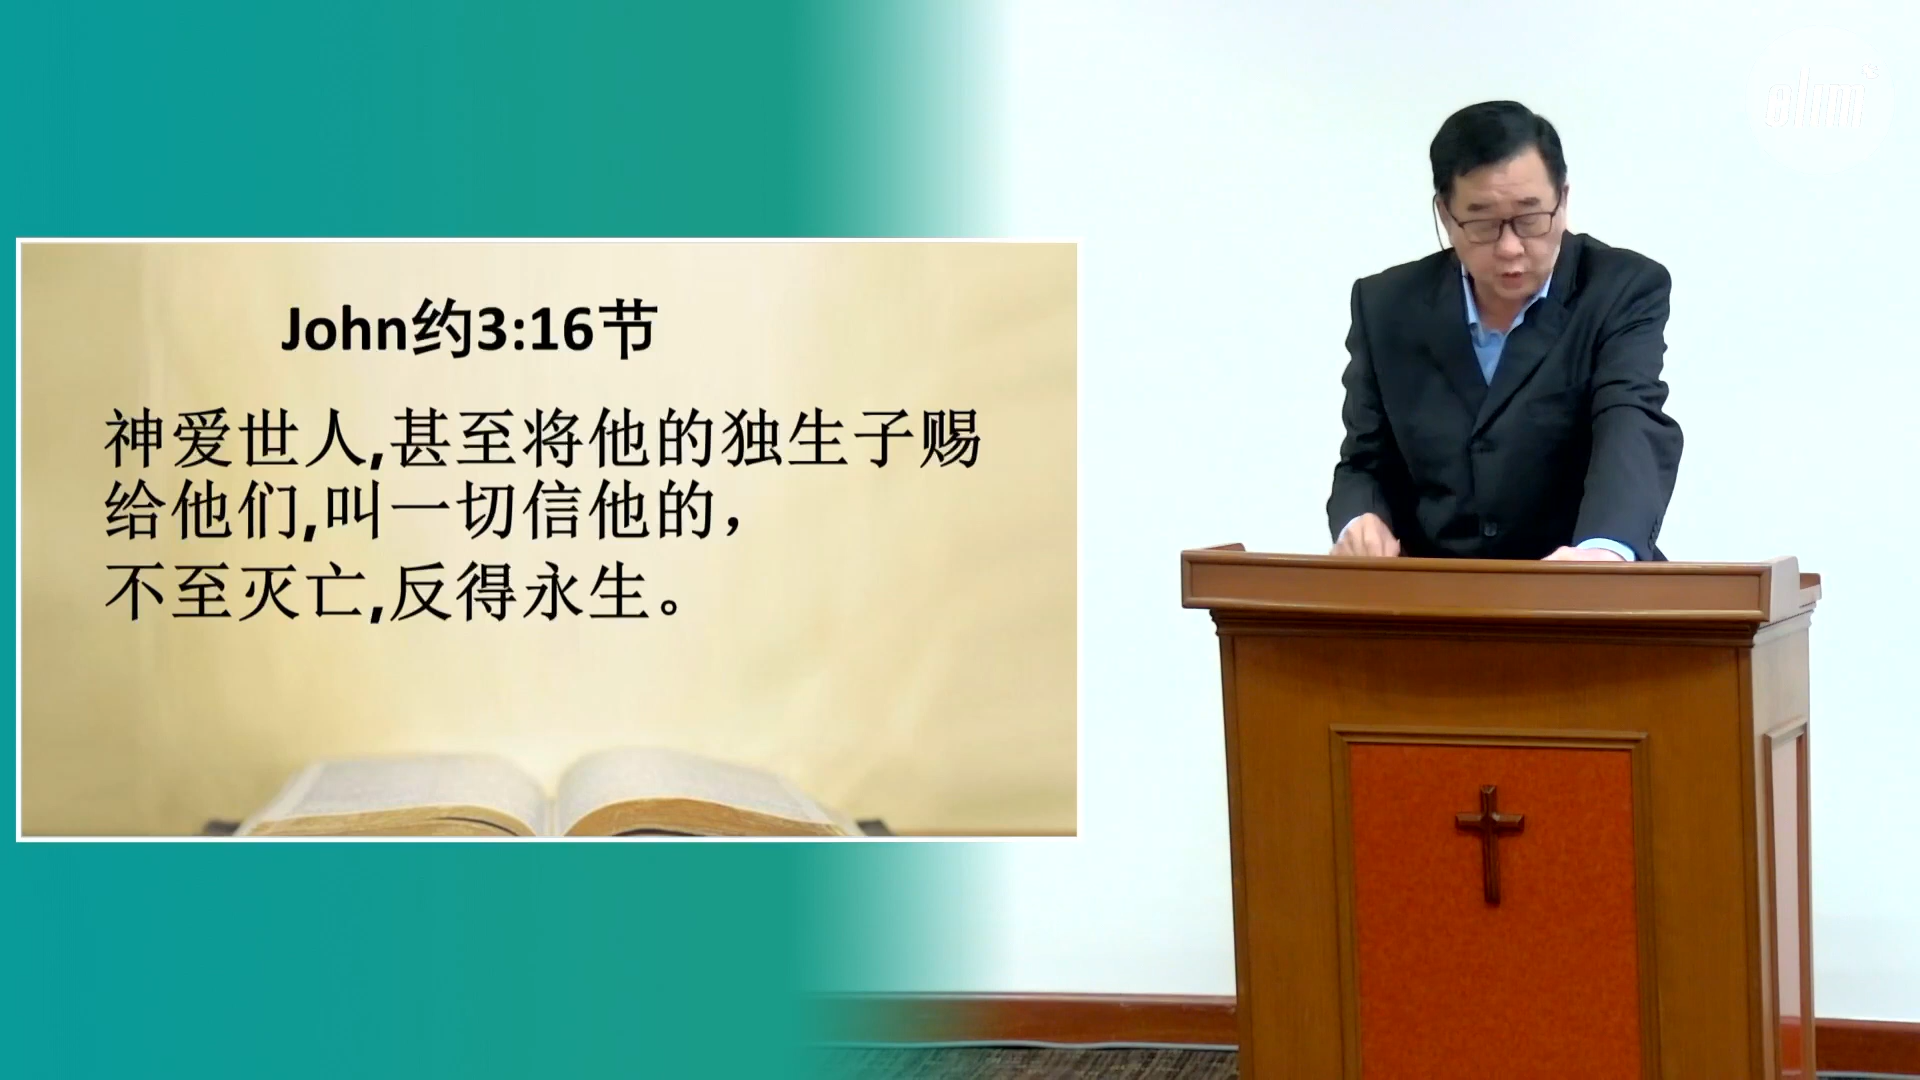 John约3:16节
神爱世人,甚至将他的独生子赐
给他们,叫一切信他的，
不至灭亡,反得永生。